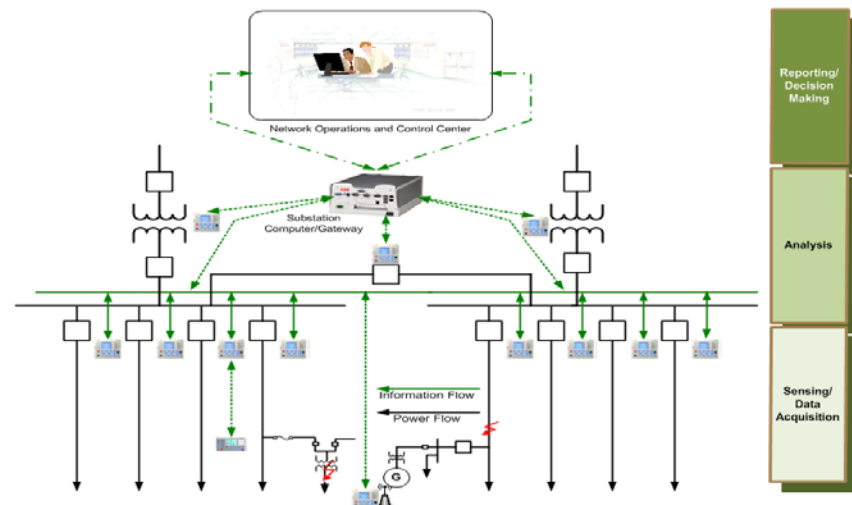 Reporting/
Decision
Making
Network Operations and Control Center
Substation
Computer/Gateway
Analysis
Information Flow
Power Flow
Sensing/
Data
Acquisition
G